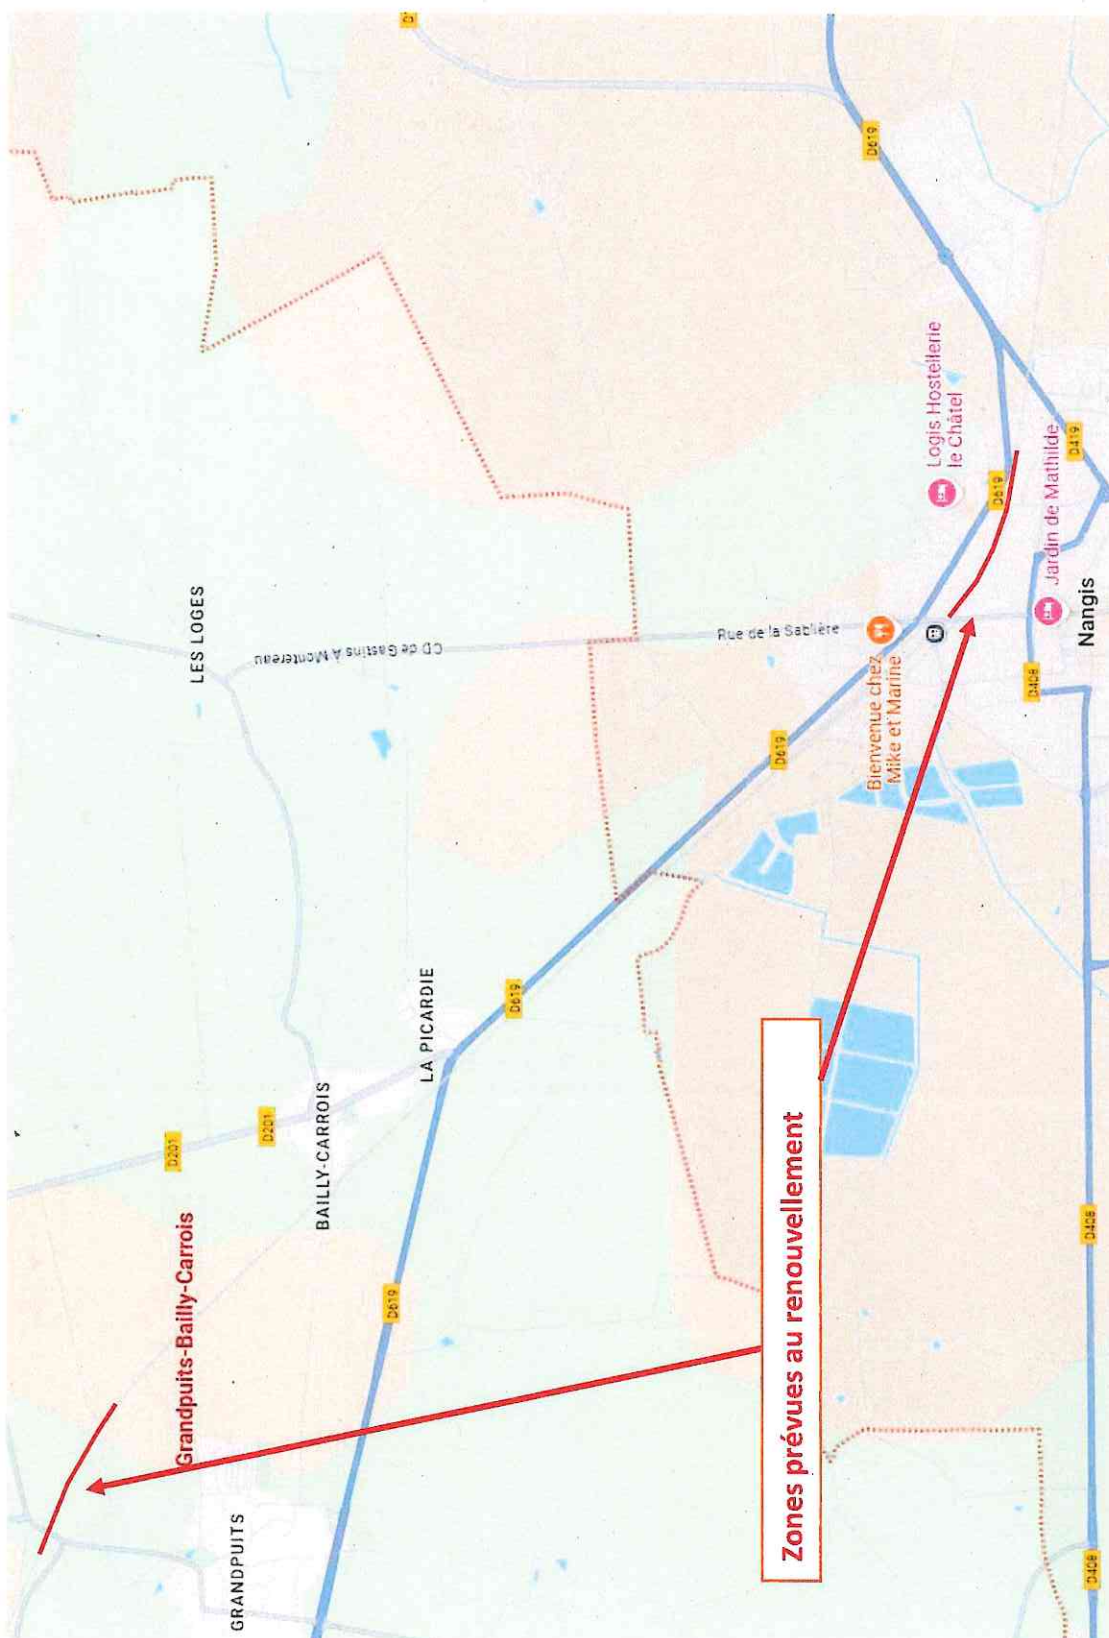 GRANDPUITS
Grandpuits-Bailly-Carrois
D201
D201
BAILLY-CARROIS
LES LOGES
CD de Gastins À Montereau
LA PICARDIE
D619
D619
D619
Rue de la Sablière
Bienvenue chez
Mike et Marine
Logis Hostellerie
le Châtel
D619
D619
D419
Jardin de Mathilde
Nangis
D408
D408
D408
Zones prévues au renouvellement